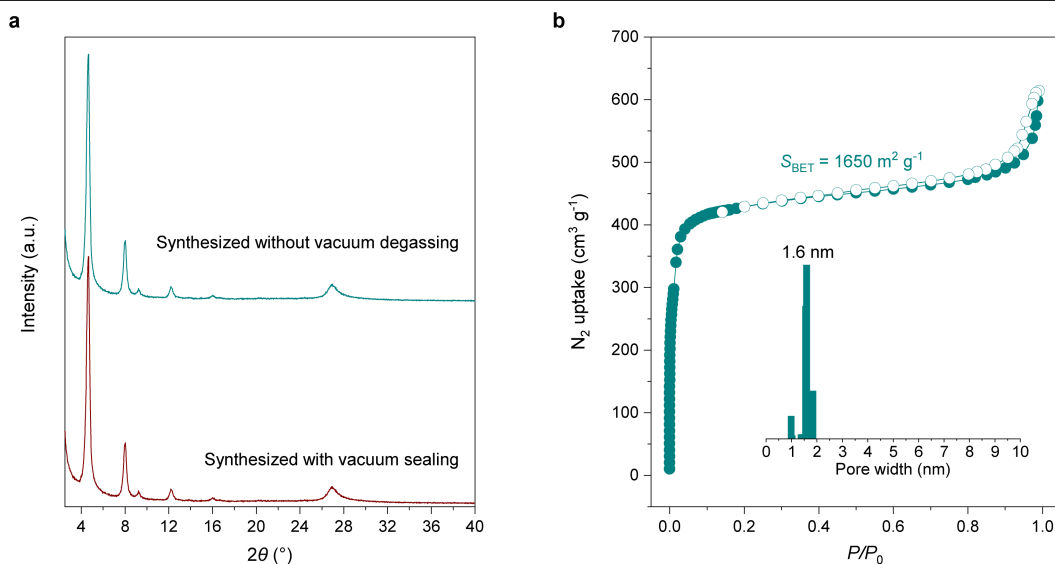 a
Synthesized without vacuum degassing
Synthesized with vacuum sealing
Intensity (a.u.)
4 8 12 16 20 24 28 32 36 40
2θ (°)
b
700
600
500
400
300
200
100
0
N₂ uptake (cm³ g⁻¹)
S_BET = 1650 m² g⁻¹
1.6 nm
0 1 2 3 4 5 6 7 8 9 10
Pore width (nm)
0.0 0.2 0.4 0.6 0.8 1.0
P/P₀